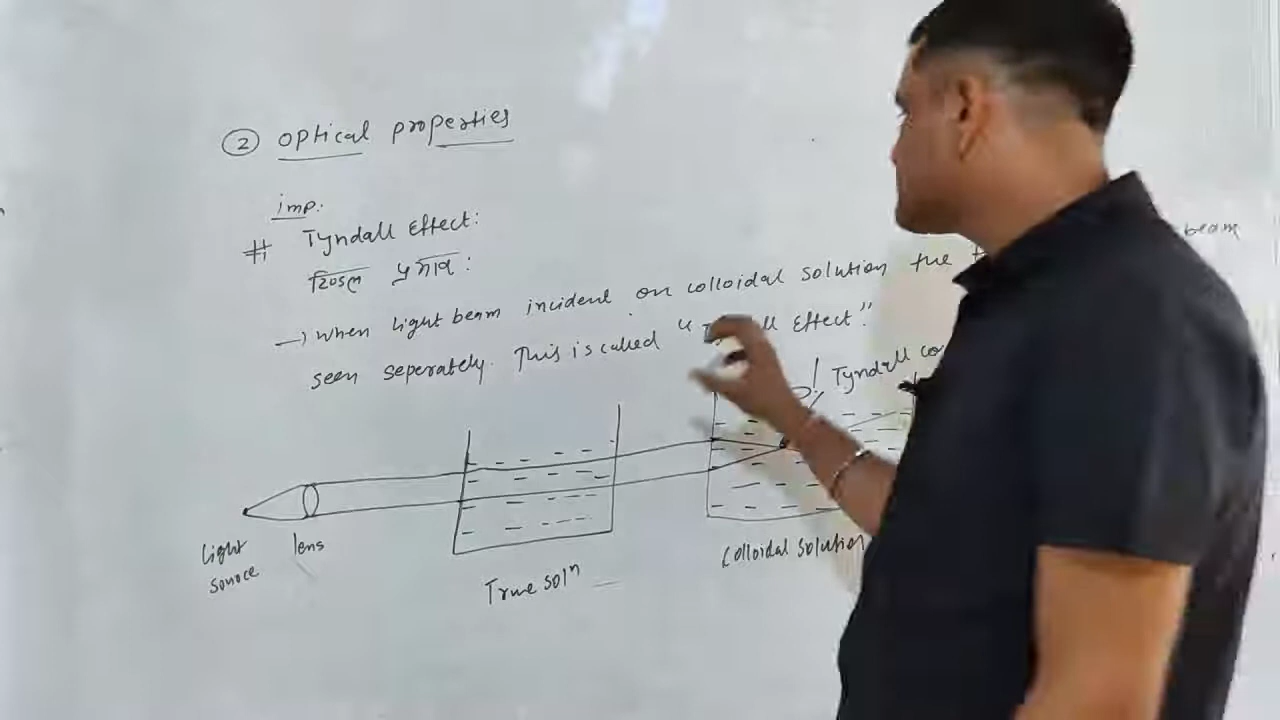 ② optical properties
imp.
# Tyndall Effect:
टिण्डल प्रभाव :
→ When light beam incident on colloidal solution the beam
seen seperately. This is called " Effect".
Tyndall
light
source
lens
True solⁿ
colloidal solution